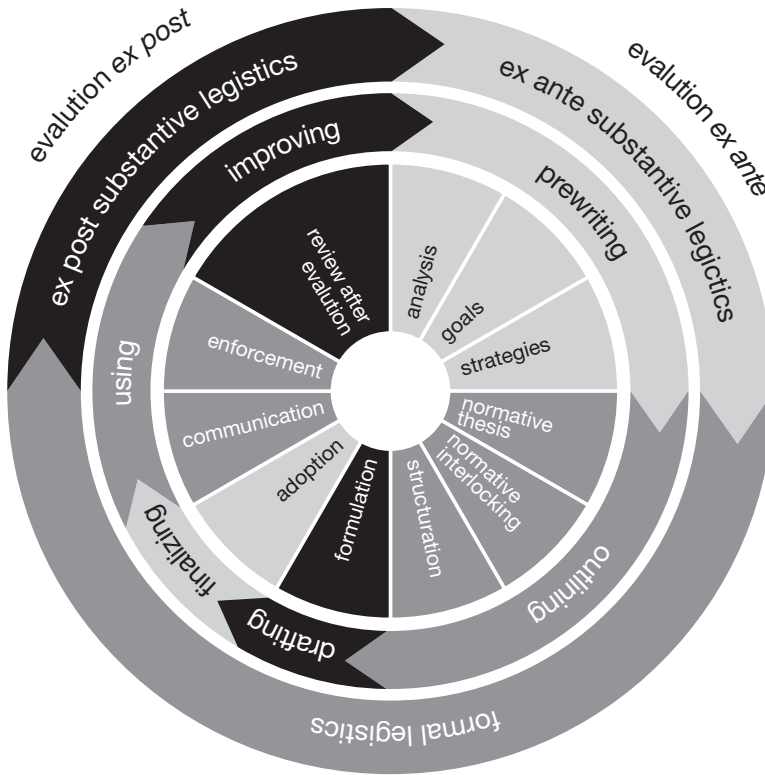 evalution ex post
evalution ex ante
ex post substantive legistics
ex ante substantive legictics
formal legistics
improving
prewriting
outlining
drafting
finalizing
using
analysis
goals
strategies
normative
thesis
normative
interlocking
structuration
formulation
adoption
communication
enforcement
review after
evalution